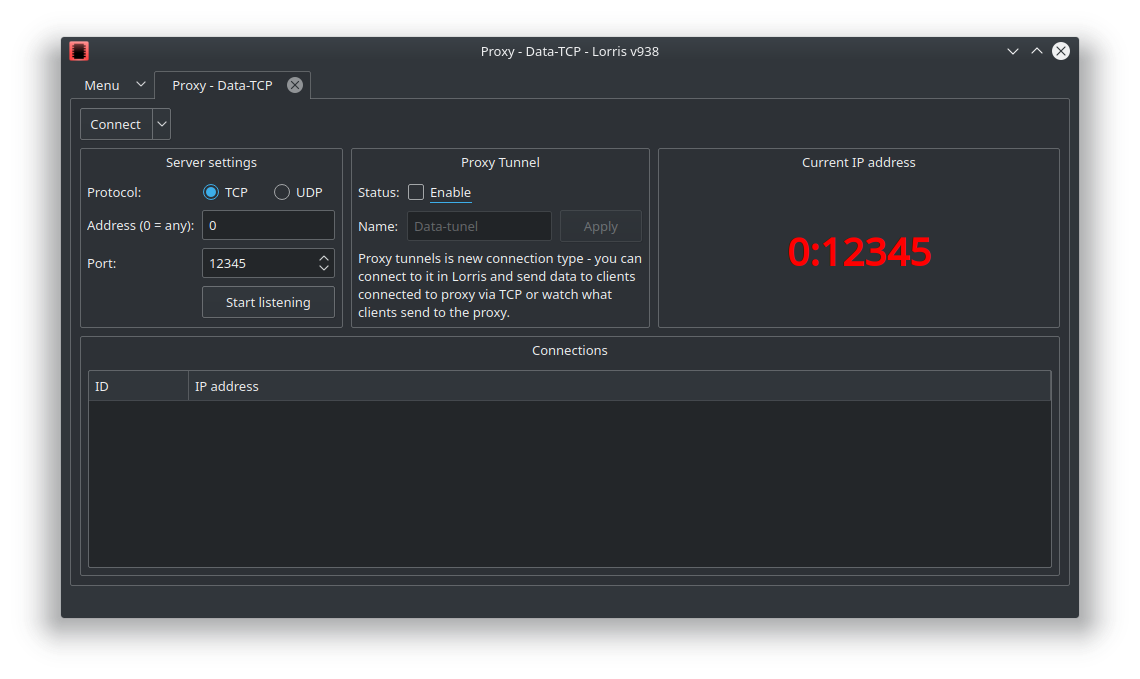 Proxy - Data-TCP - Lorris v938
Menu
Proxy - Data-TCP
Connect
Server settings
Protocol:
TCP
UDP
Address (0 = any):
0
Port:
12345
Start listening
Proxy Tunnel
Status:
Enable
Name:
Data-tunel
Apply
Proxy tunnels is new connection type - you can
connect to it in Lorris and send data to clients
connected to proxy via TCP or watch what
clients send to the proxy.
Current IP address
0:12345
Connections
ID
IP address